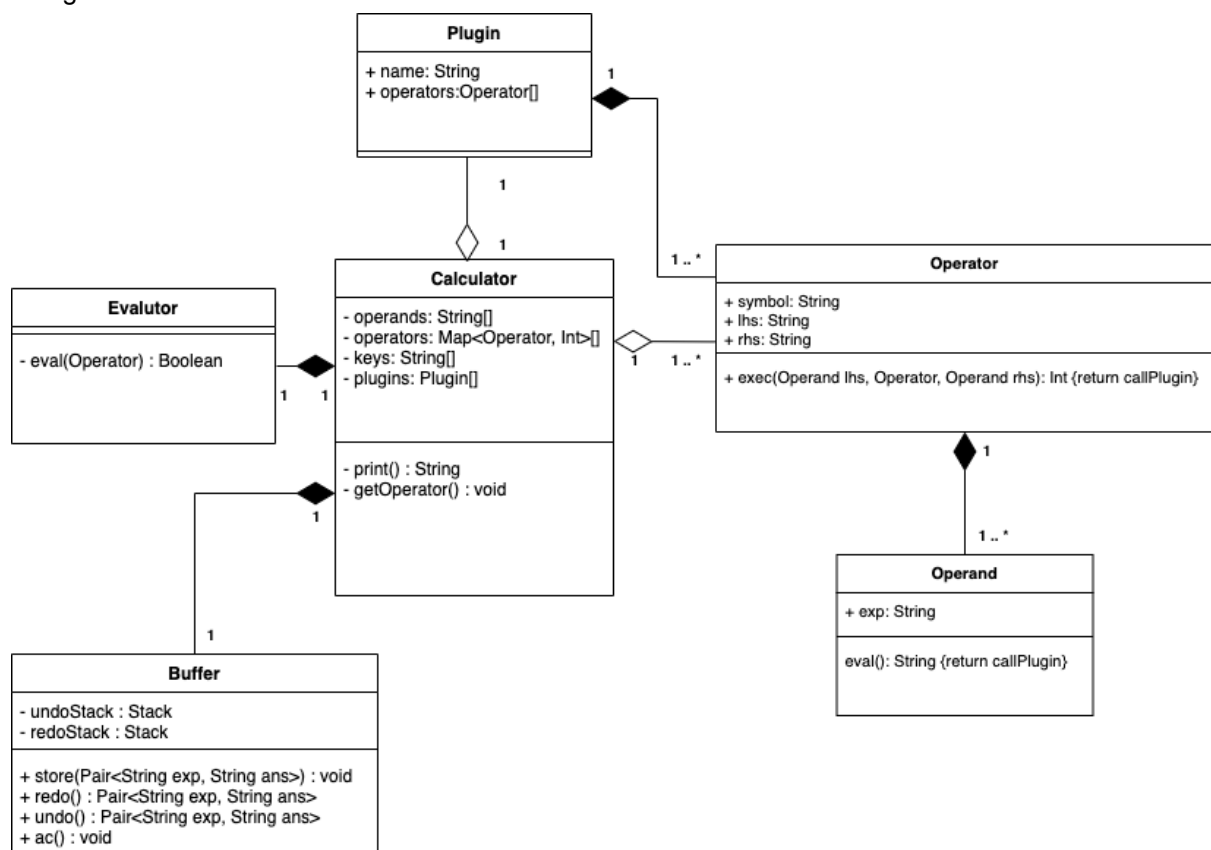 Plugin
+ name: String
+ operators:Operator[]
1
1
1
1 .. *
Operator
+ symbol: String
+ lhs: String
+ rhs: String
+ exec(Operand lhs, Operator, Operand rhs): Int {return callPlugin}
Calculator
- operands: String[]
- operators: Map<Operator, Int>[]
- keys: String[]
- plugins: Plugin[]
- print() : String
- getOperator() : void
1
1 .. *
Evalutor
- eval(Operator) : Boolean
1
1
1
1
1
1 .. *
Operand
+ exp: String
eval(): String {return callPlugin}
Buffer
- undoStack : Stack
- redoStack : Stack
+ store(Pair<String exp, String ans>) : void
+ redo() : Pair<String exp, String ans>
+ undo() : Pair<String exp, String ans>
+ ac() : void